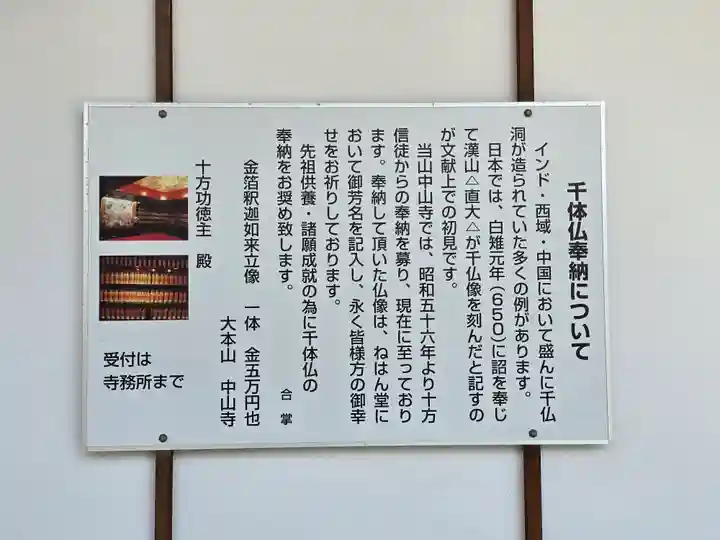 千体仏奉納について
インド・西域・中国において盛んに千仏
洞が造られていた多くの例があります。
日本では、白雉元年(650)に詔を奉じ
て漢山△直大△が千仏像を刻んだと記すの
が文献上での初見です。
当山中山寺では、昭和五十六年より十方
信徒からの奉納を募り、現在に至っており
ます。奉納して頂いた仏像は、ねはん堂に
おいて御芳名を記入し、永く皆様方の御幸
せをお祈りしております。
先祖供養・諸願成就の為に千体仏の
奉納をお奨め致します。
合掌
金箔釈迦如来立像 一体 金五万円也
大本山 中山寺
十方功徳主 殿
受付は
寺務所まで